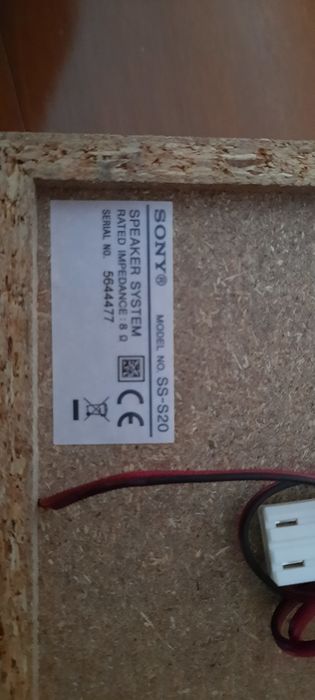 SONY® MODEL NO. SS-S20
SPEAKER SYSTEM
RATED IMPEDANCE : 8 Ω
SERIAL NO. 5644477
CE